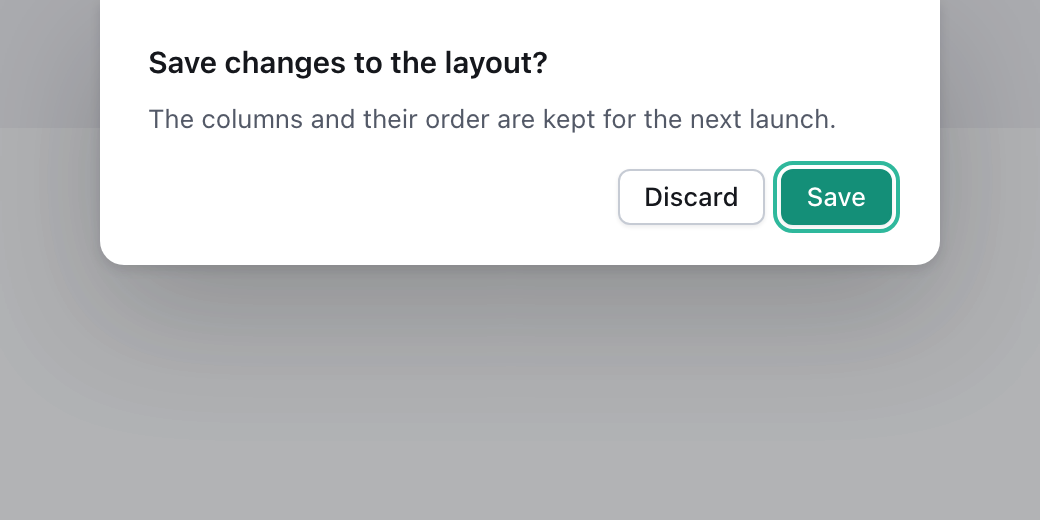 Save changes to the layout?
The columns and their order are kept for the next launch.
Discard
Save